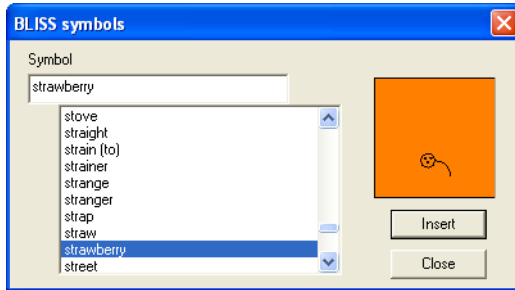 BLISS symbols
Symbol
strawberry
stove
straight
strain (to)
strainer
strange
stranger
strap
straw
strawberry
street
Insert
Close